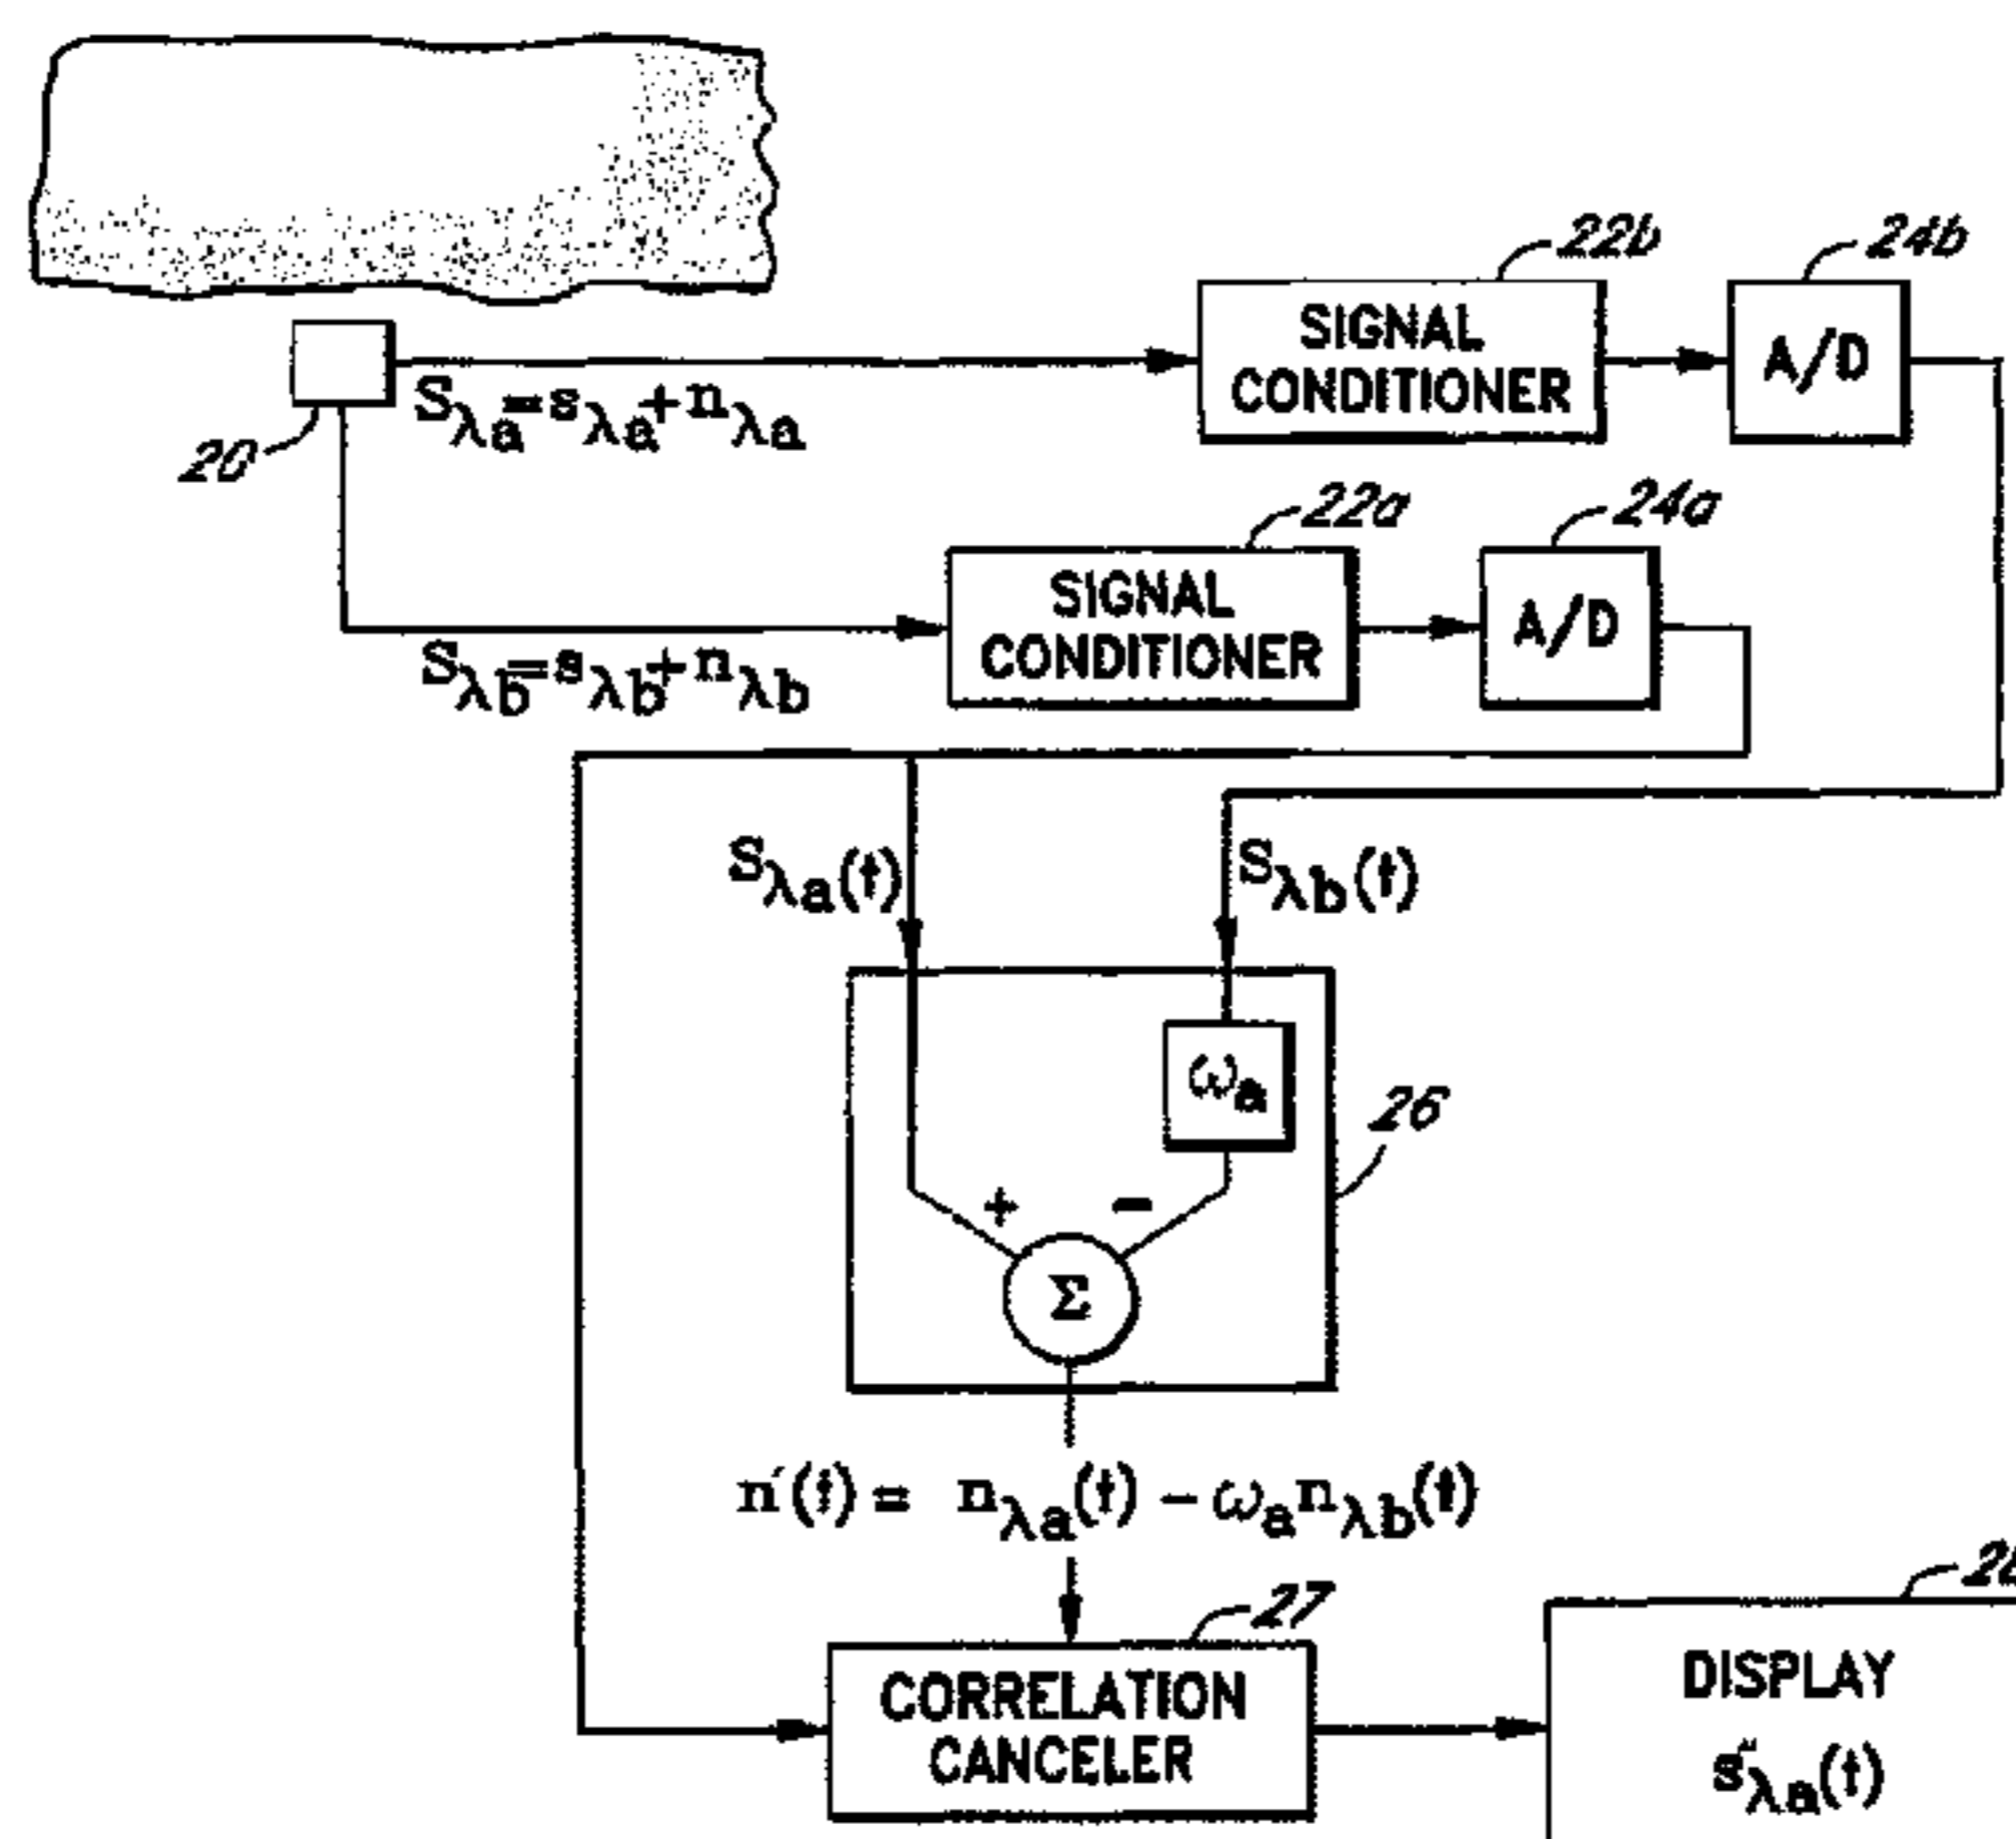 22b
24b
SIGNAL
CONDITIONER
A/D
Sλa=sλa+nλa
20
22a
24a
SIGNAL
CONDITIONER
A/D
Sλb=sλb+nλb
Sλa(t)
Sλb(t)
ωa
26
+
−
Σ
n′(t) = nλa(t) − ωanλb(t)
27
CORRELATION
CANCELER
DISPLAY
s″λa(t)